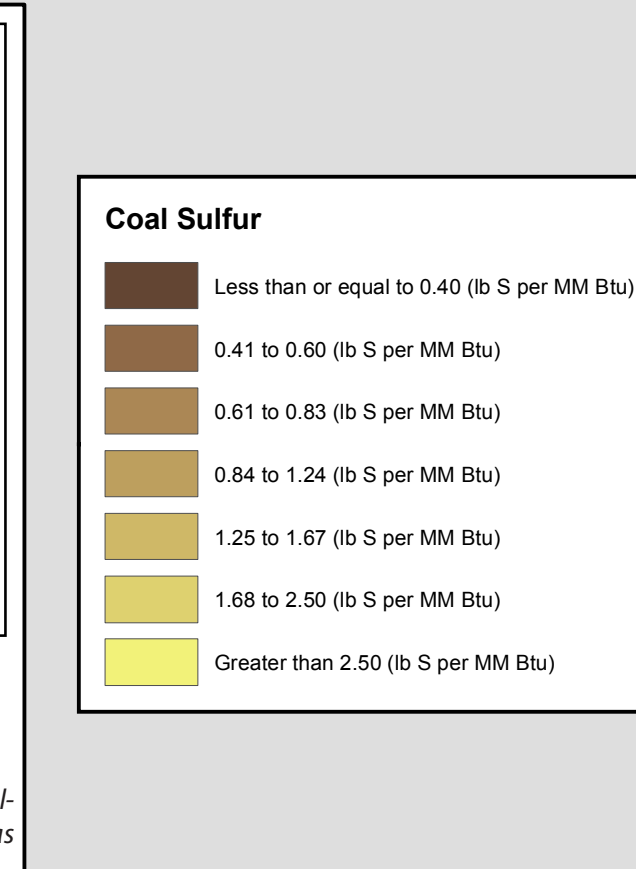 Coal Sulfur
Less than or equal to 0.40 (lb S per MM Btu)
0.41 to 0.60 (lb S per MM Btu)
0.61 to 0.83 (lb S per MM Btu)
0.84 to 1.24 (lb S per MM Btu)
1.25 to 1.67 (lb S per MM Btu)
1.68 to 2.50 (lb S per MM Btu)
Greater than 2.50 (lb S per MM Btu)